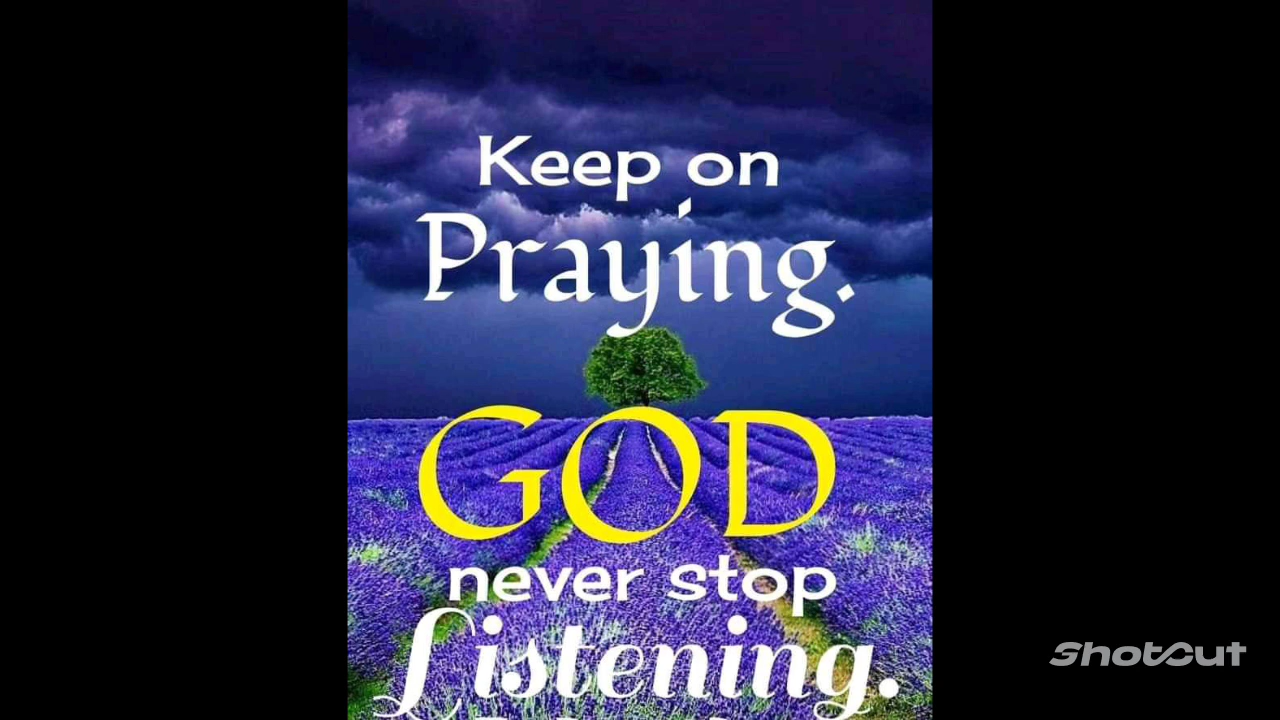 Keep on
Praying.
GOD
never stop
Listening.
ShotCut